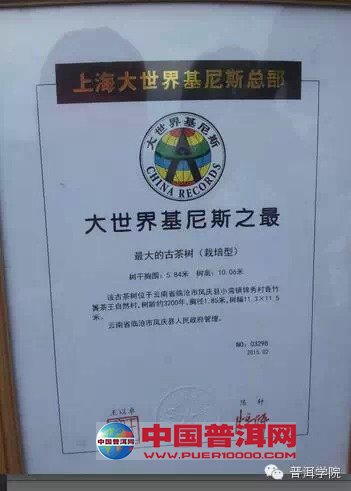 上海大世界基尼斯总部
大世界基尼斯
CHINA RECORDS
大世界基尼斯之最
最大的古茶树（栽培型）
树干胸围：5.84米 树高：10.06米
该古茶树位于云南省临沧市凤庆县小湾镇锦秀村香竹
箐茶王自然村，树龄约3200年，胸径1.85米，树幅11.3×11.5
米。
云南省临沧市凤庆县人民政府管理。
NO：03298
2015.02
中国普洱网
WWW.PUER10000.COM
普洱学院